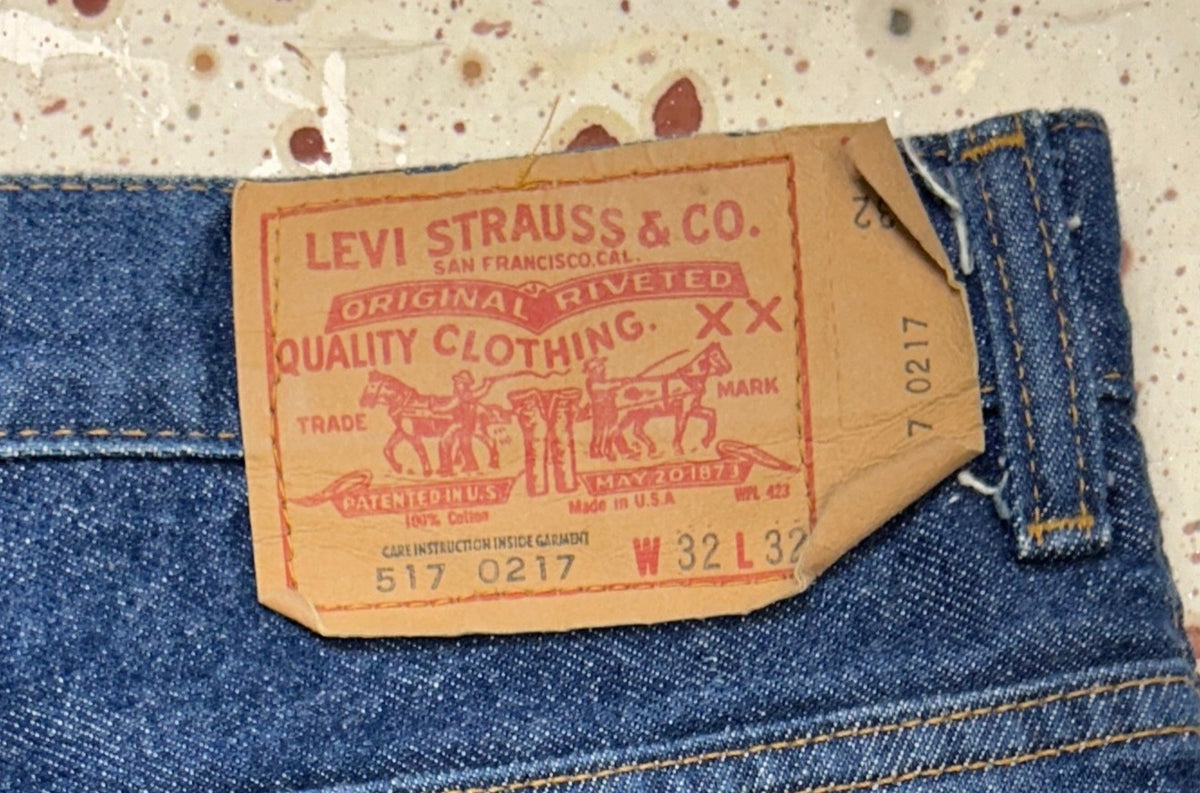 LEVI STRAUSS & CO.
SAN FRANCISCO, CAL.
ORIGINAL RIVETED
QUALITY CLOTHING. XX
TRADE MARK
PATENTED IN U.S. MAY 20 1873
100% Cotton Made in U.S.A WPL 423
CARE INSTRUCTION INSIDE GARMENT
517 0217 W 32 L 32
32
7 0217